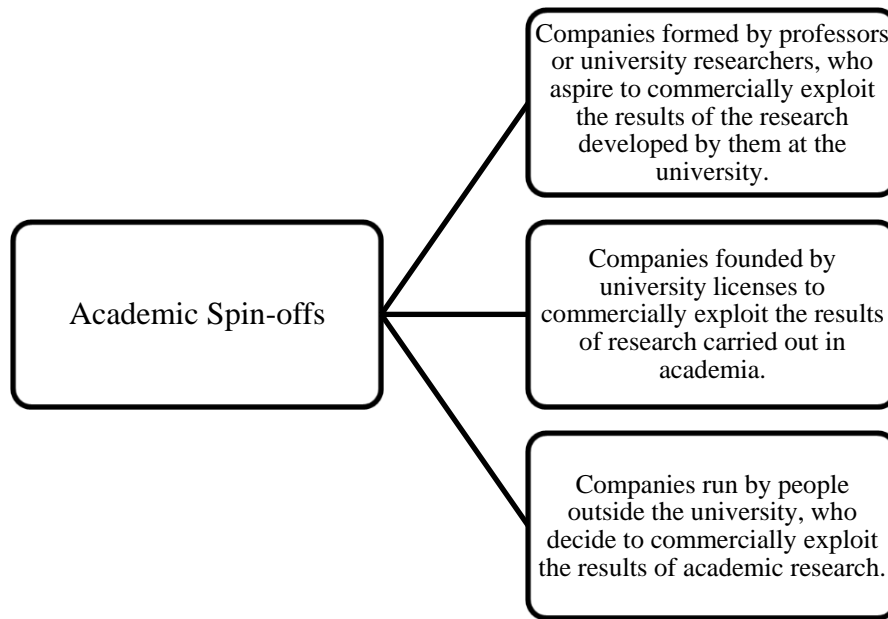 Academic Spin-offs
Companies formed by professors
or university researchers, who
aspire to commercially exploit
the results of the research
developed by them at the
university.
Companies founded by
university licenses to
commercially exploit the results
of research carried out in
academia.
Companies run by people
outside the university, who
decide to commercially exploit
the results of academic research.